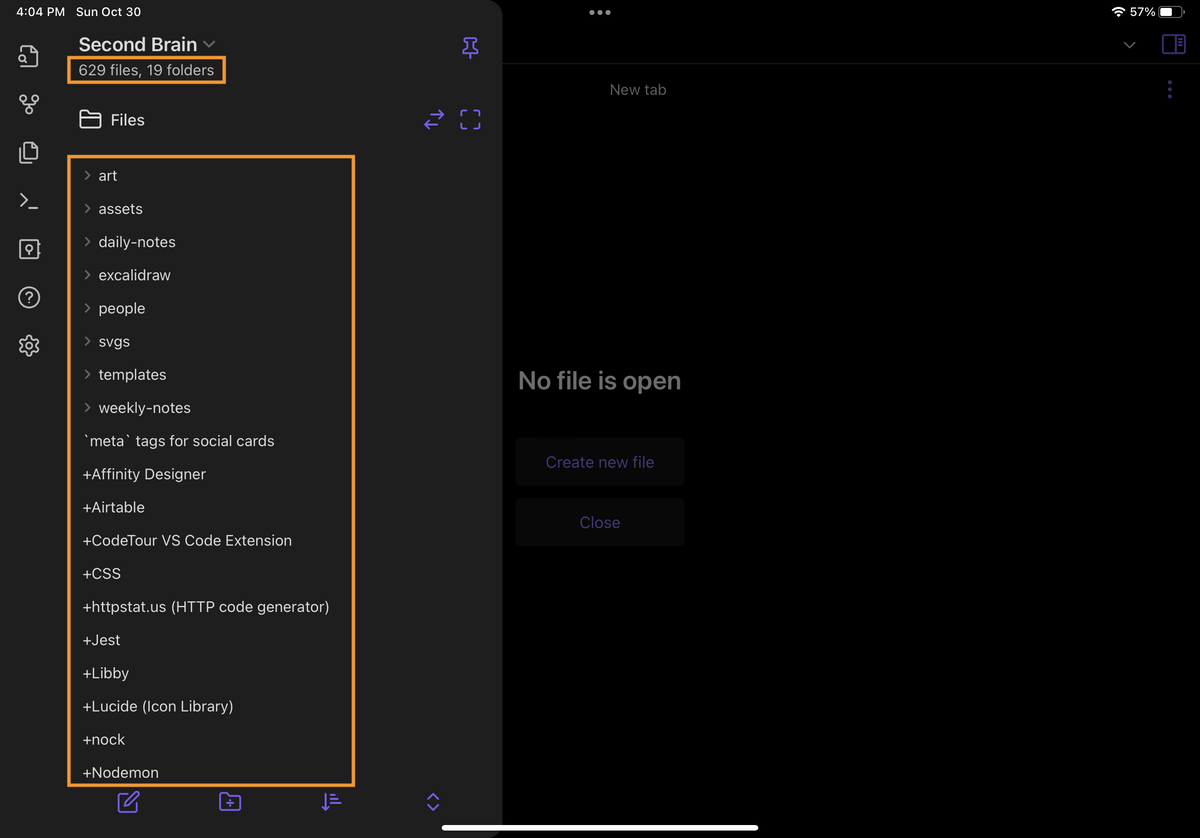 4:04 PM Sun Oct 30
57%
Second Brain
629 files, 19 folders
Files
art
assets
daily-notes
excalidraw
people
svgs
templates
weekly-notes
`meta` tags for social cards
+Affinity Designer
+Airtable
+CodeTour VS Code Extension
+CSS
+httpstat.us (HTTP code generator)
+Jest
+Libby
+Lucide (Icon Library)
+nock
+Nodemon
New tab
No file is open
Create new file
Close